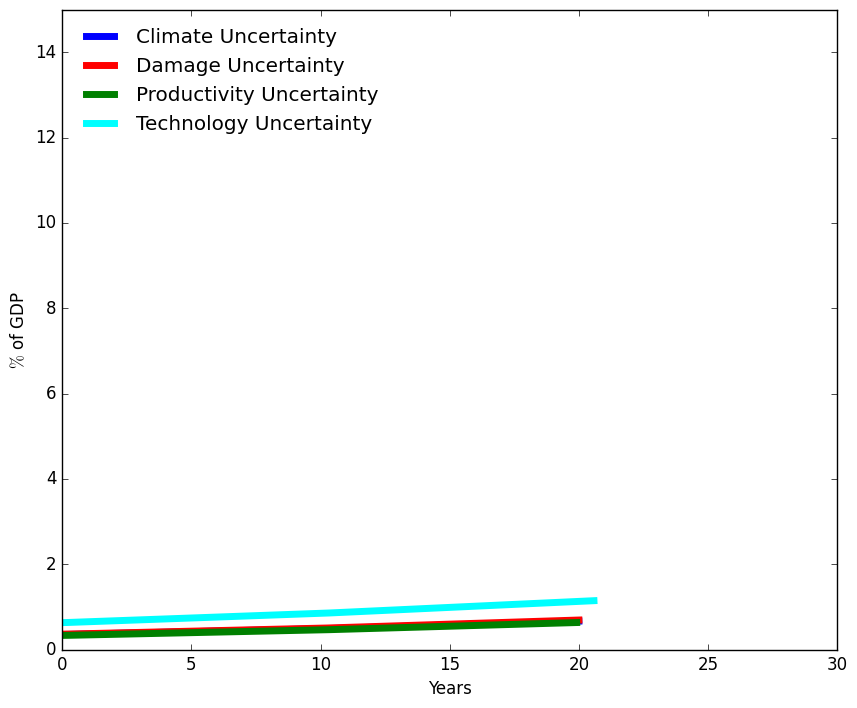 Climate Uncertainty
Damage Uncertainty
Productivity Uncertainty
Technology Uncertainty
14
12
10
8
6
4
2
0
% of GDP
0 5 10 15 20 25 30
Years